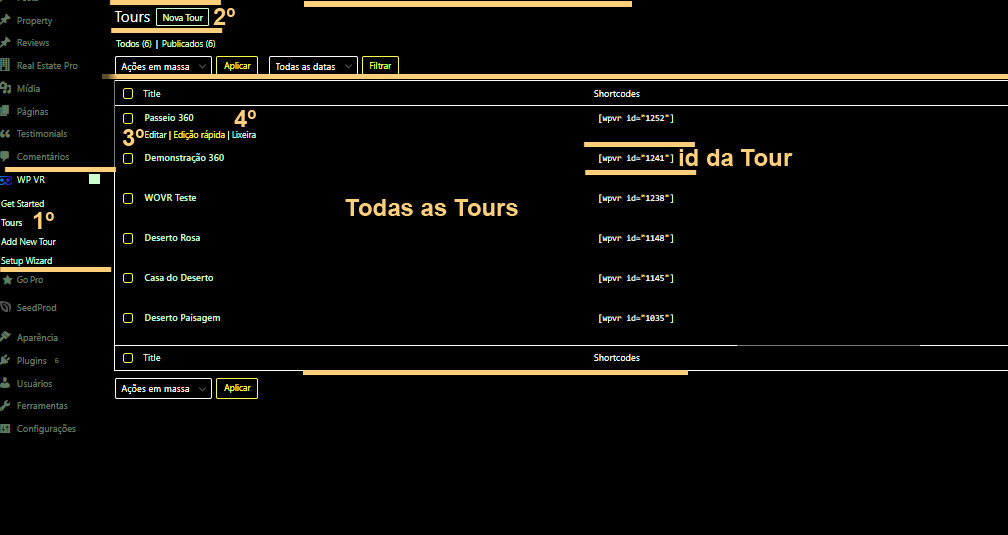 Property
Reviews
Real Estate Pro
Mídia
Páginas
Testimonials
Comentários
WP VR
Get Started
Tours 1º
Add New Tour
Setup Wizard
Go Pro
SeedProd
Aparência
Plugins 6
Usuários
Ferramentas
Configurações
Tours Nova Tour 2º
Todos (6) | Publicados (6)
Ações em massa Aplicar Todas as datas Filtrar
Title Shortcodes
Passeio 360 4º [wpvr id="1252"]
3º Editar | Edição rápida | Lixeira
Demonstração 360 [wpvr id="1241"] id da Tour
WOVR Teste [wpvr id="1238"]
Todas as Tours
Deserto Rosa [wpvr id="1148"]
Casa do Deserto [wpvr id="1145"]
Deserto Paisagem [wpvr id="1035"]
Title Shortcodes
Ações em massa Aplicar